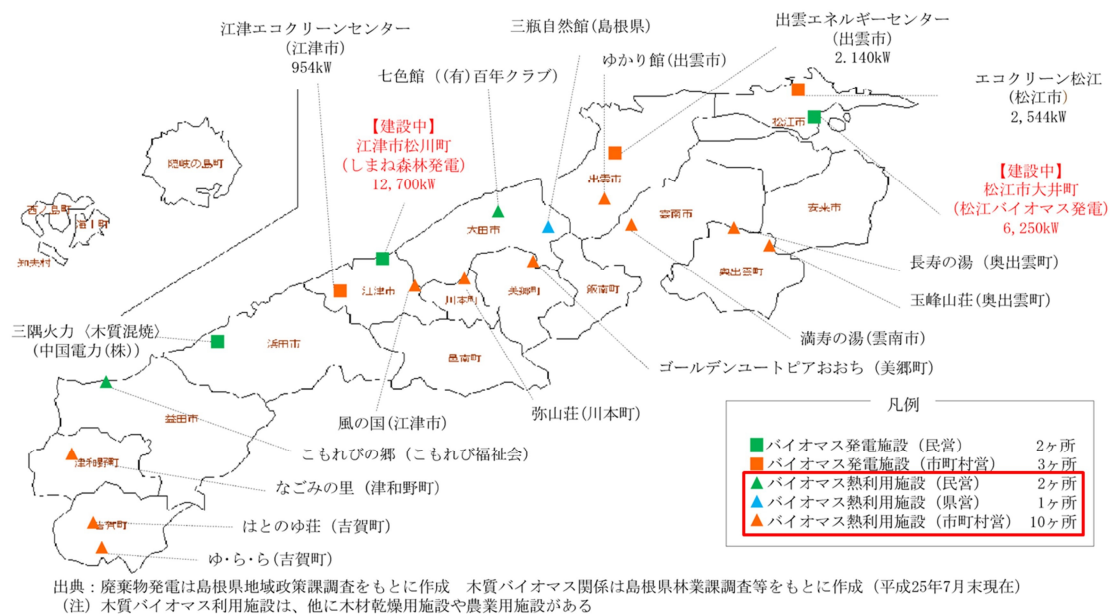 江津エコクリーンセンター
(江津市)
954kW
三瓶自然館(島根県)
出雲エネルギーセンター
(出雲市)
2.140kW
七色館 ((有)百年クラブ)
ゆかり館(出雲市)
エコクリーン松江
(松江市)
2,544kW
【建設中】
江津市松川町
(しまね森林発電)
12,700kW
【建設中】
松江市大井町
(松江バイオマス発電)
6,250kW
隠岐の島町
西ノ島町
海士町
知夫村
松江市
出雲市
雲南市
安来市
大田市
奥出雲町
江津市
川本町
美郷町
飯南町
浜田市
邑南町
益田市
津和野町
吉賀町
長寿の湯(奥出雲町)
玉峰山荘(奥出雲町)
満寿の湯(雲南市)
ゴールデンユートピアおおち(美郷町)
弥山荘(川本町)
風の国(江津市)
三隅火力〈木質混焼〉
(中国電力(株))
こもれびの郷(こもれび福祉会)
なごみの里(津和野町)
はとのゆ荘(吉賀町)
ゆ・ら・ら(吉賀町)
凡例
バイオマス発電施設(民営) 2ヶ所
バイオマス発電施設(市町村営) 3ヶ所
バイオマス熱利用施設(民営) 2ヶ所
バイオマス熱利用施設(県営) 1ヶ所
バイオマス熱利用施設(市町村営) 10ヶ所
出典:廃棄物発電は島根県地域政策課調査をもとに作成 木質バイオマス関係は島根県林業課調査等をもとに作成(平成25年7月末現在)
(注)木質バイオマス利用施設は、他に木材乾燥用施設や農業用施設がある